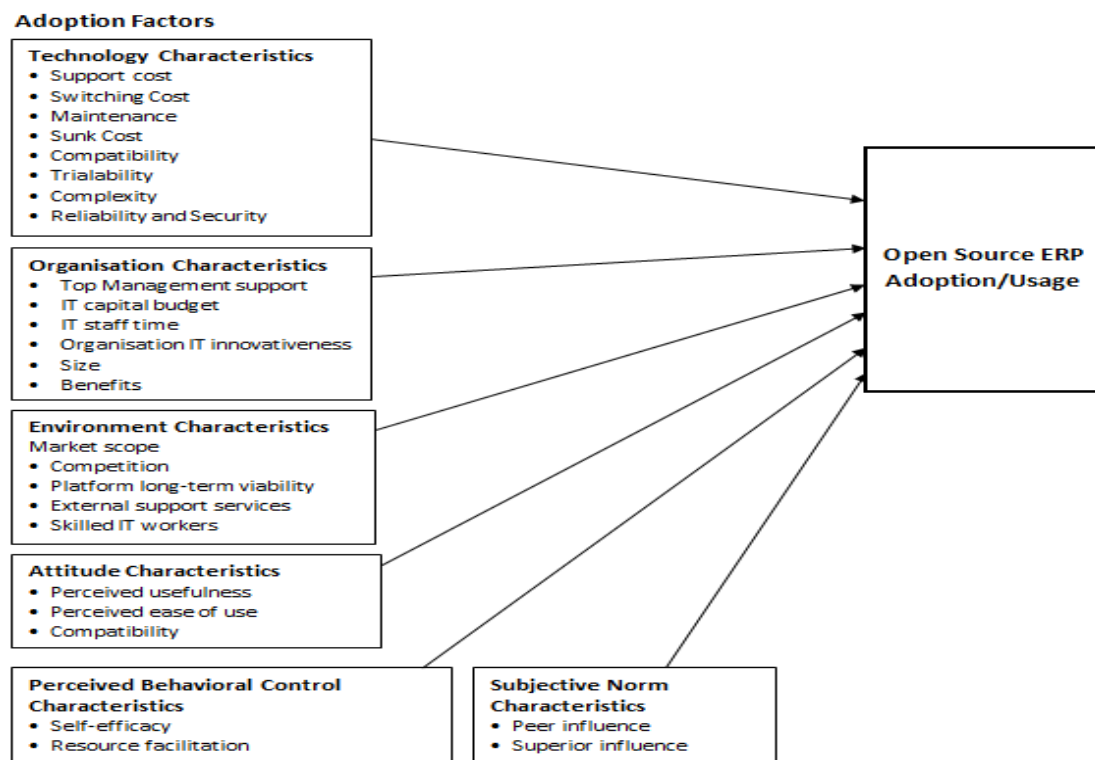 Adoption Factors
Technology Characteristics
• Support cost
• Switching Cost
• Maintenance
• Sunk Cost
• Compatibility
• Trialability
• Complexity
• Reliability and Security
Organisation Characteristics
• Top Management support
• IT capital budget
• IT staff time
• Organisation IT innovativeness
• Size
• Benefits
Environment Characteristics
Market scope
• Competition
• Platform long-term viability
• External support services
• Skilled IT workers
Attitude Characteristics
• Perceived usefulness
• Perceived ease of use
• Compatibility
Perceived Behavioral Control
Characteristics
• Self-efficacy
• Resource facilitation
Subjective Norm
Characteristics
• Peer influence
• Superior influence
Open Source ERP
Adoption/Usage